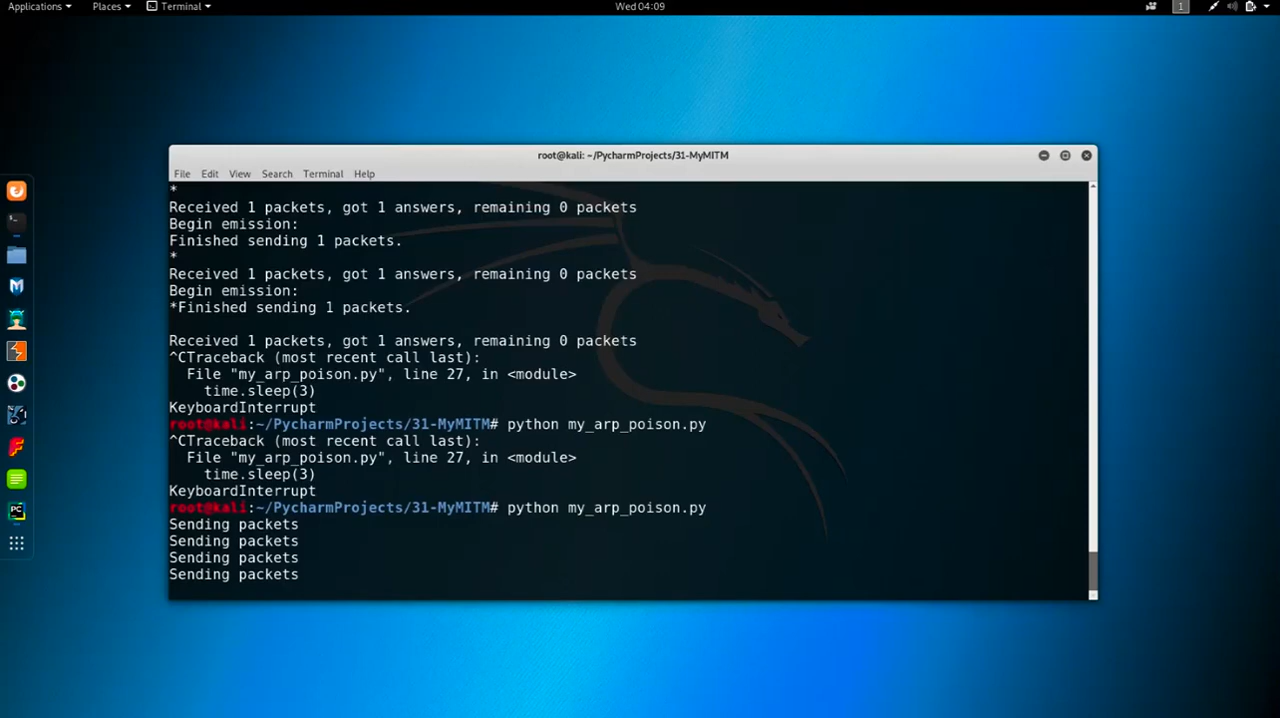 Applications Places Terminal Wed 04:09 1
root@kali: ~/PycharmProjects/31-MyMITM
File Edit View Search Terminal Help
*
Received 1 packets, got 1 answers, remaining 0 packets
Begin emission:
Finished sending 1 packets.
*
Received 1 packets, got 1 answers, remaining 0 packets
Begin emission:
*Finished sending 1 packets.
Received 1 packets, got 1 answers, remaining 0 packets
^CTraceback (most recent call last):
File "my_arp_poison.py", line 27, in <module>
time.sleep(3)
KeyboardInterrupt
root@kali:~/PycharmProjects/31-MyMITM# python my_arp_poison.py
^CTraceback (most recent call last):
File "my_arp_poison.py", line 27, in <module>
time.sleep(3)
KeyboardInterrupt
root@kali:~/PycharmProjects/31-MyMITM# python my_arp_poison.py
Sending packets
Sending packets
Sending packets
Sending packets